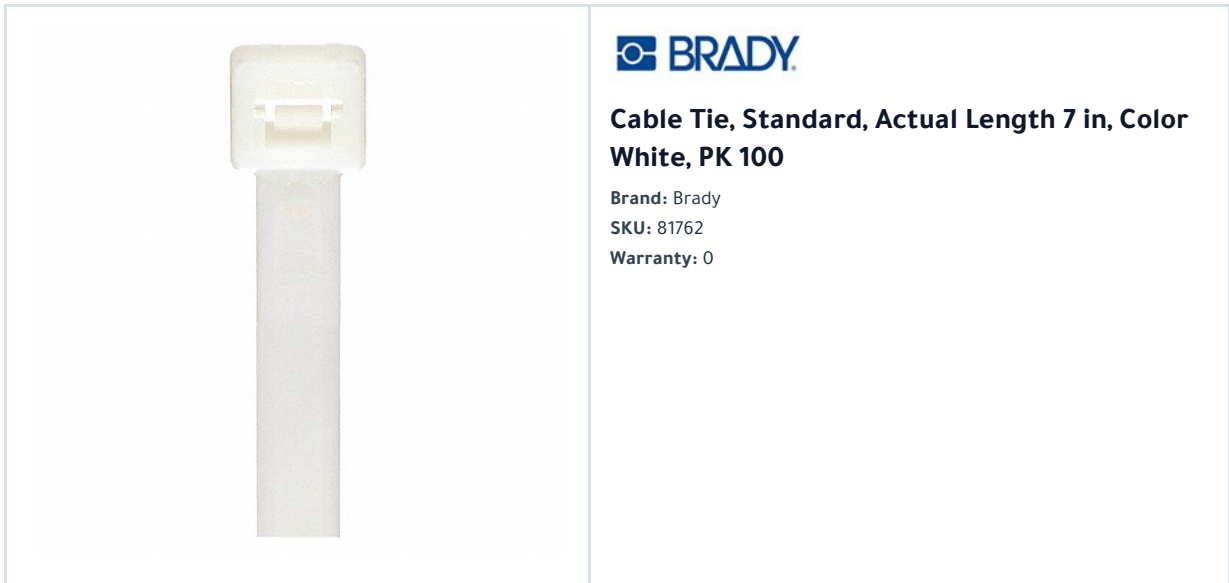 BRADY
Cable Tie, Standard, Actual Length 7 in, Color
White, PK 100
Brand: Brady
SKU: 81762
Warranty: 0